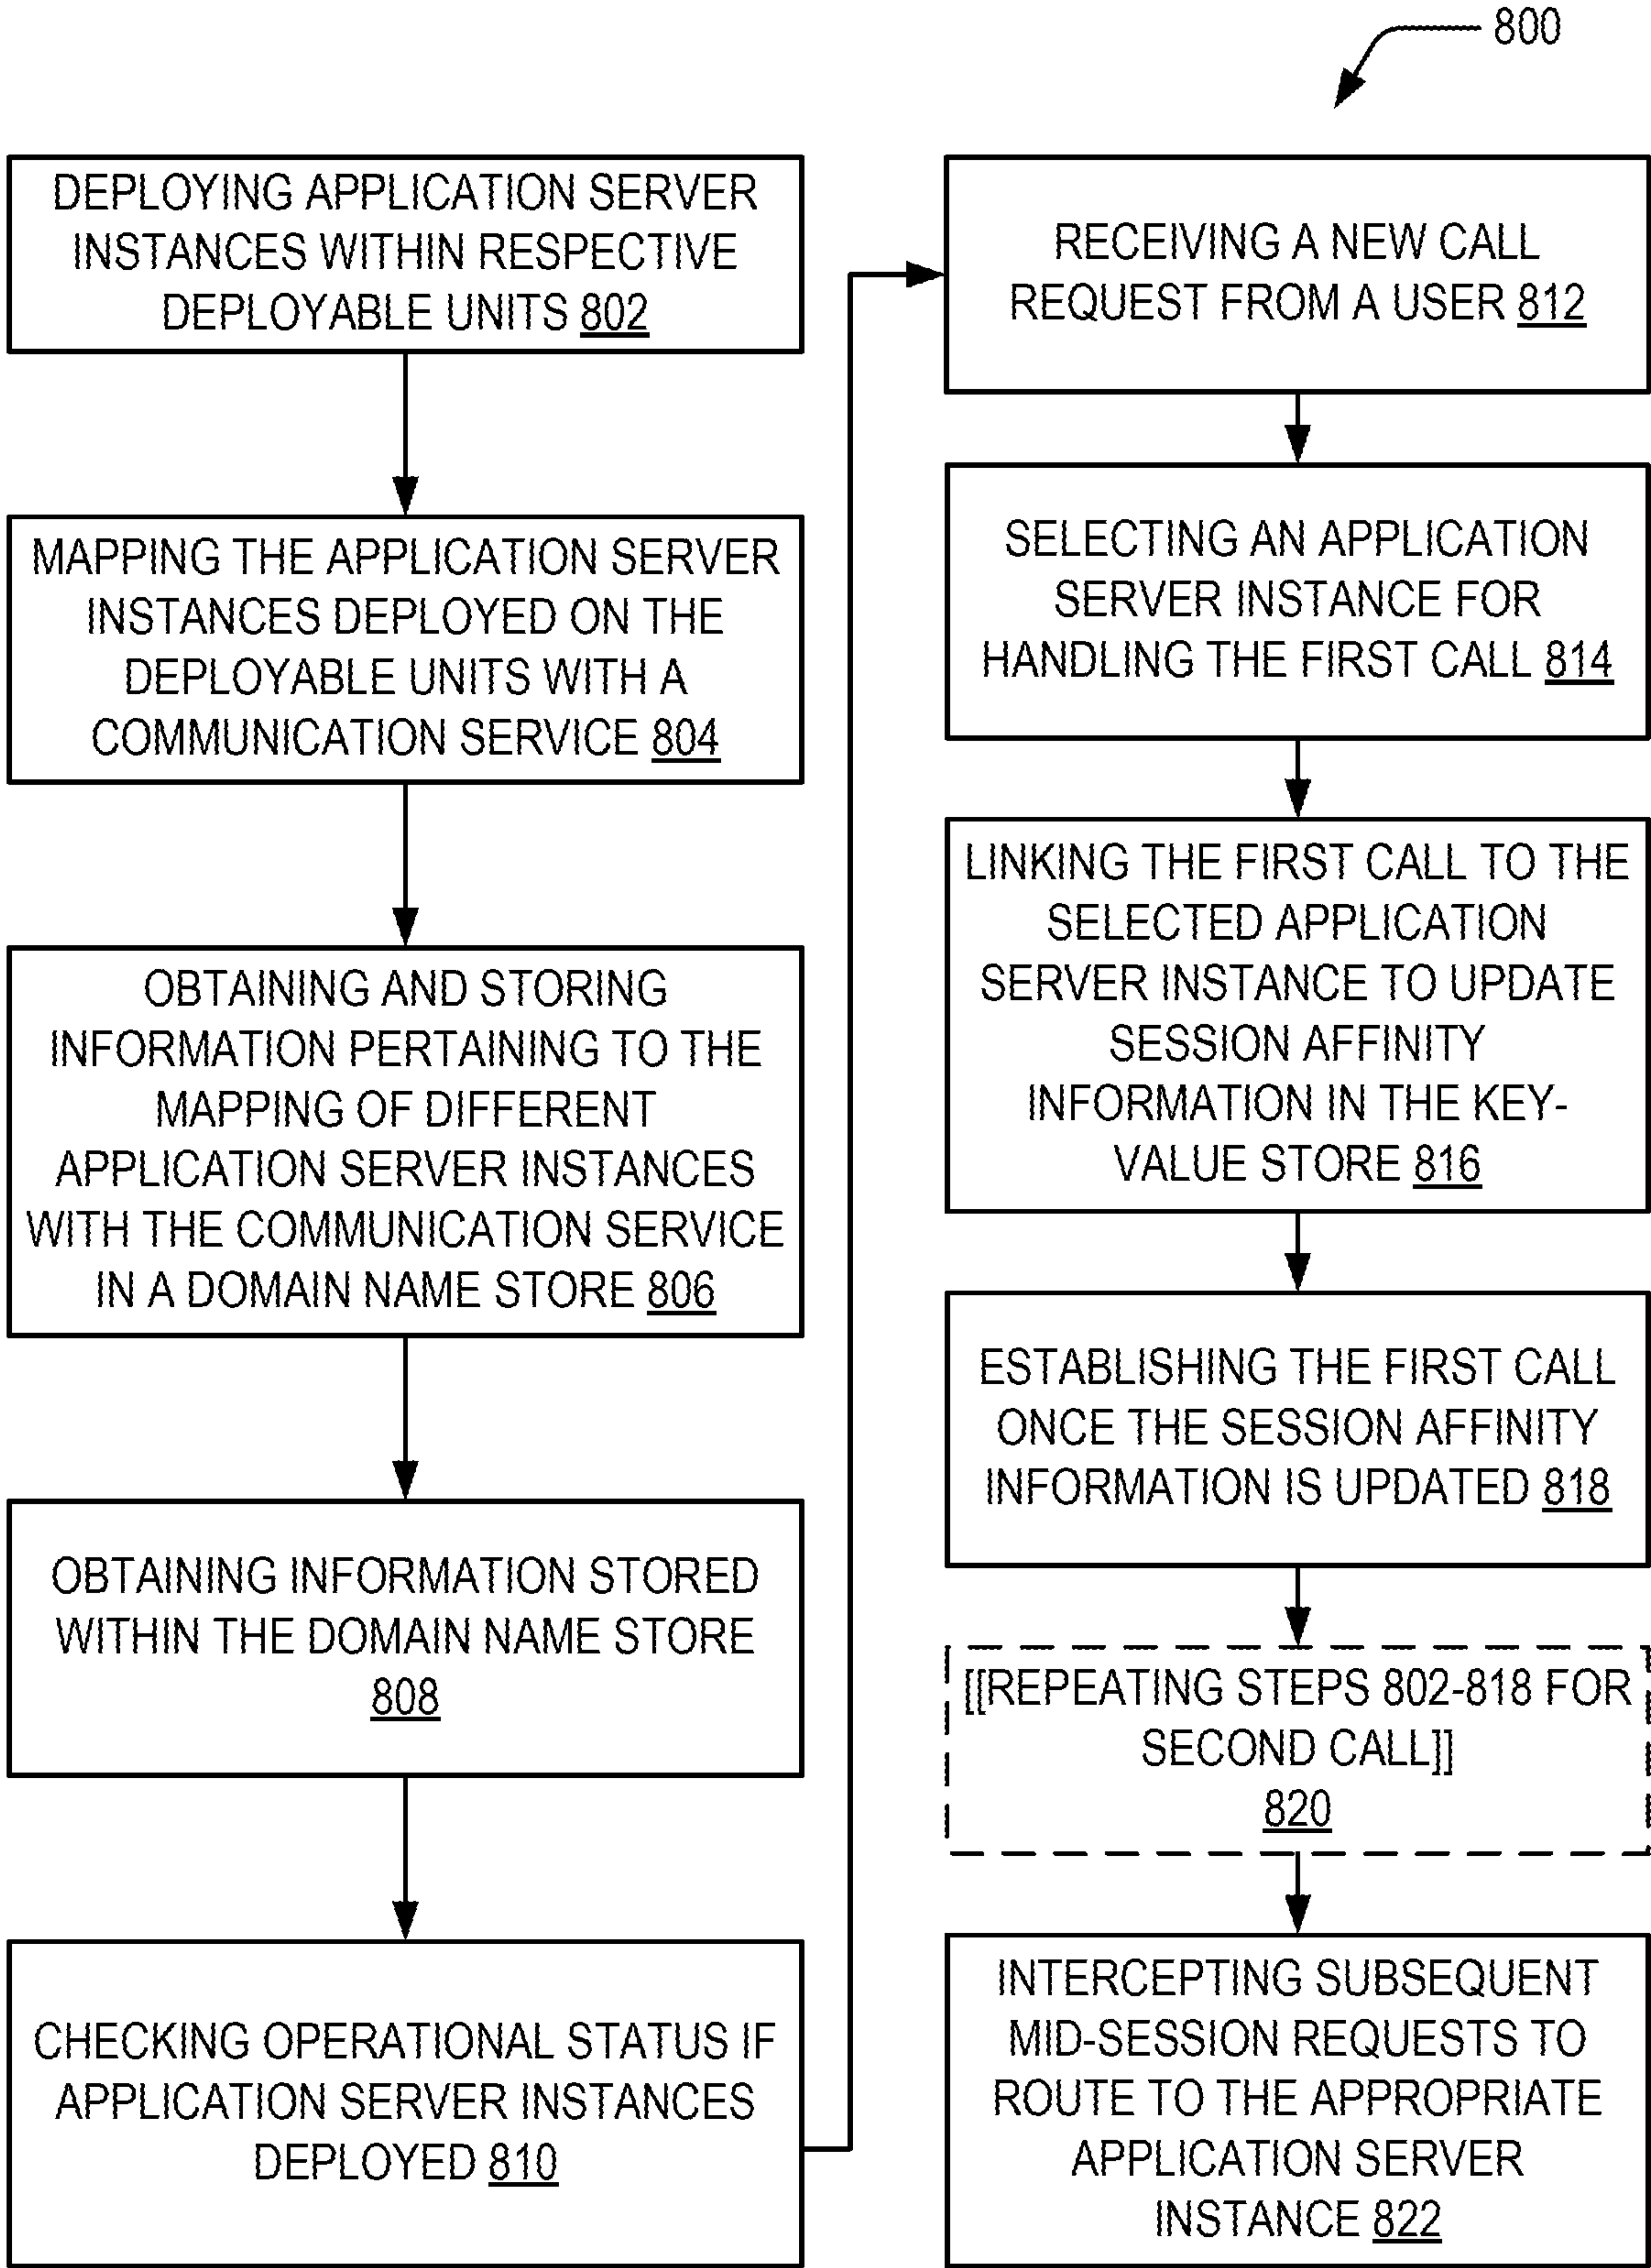 800
DEPLOYING APPLICATION SERVER
INSTANCES WITHIN RESPECTIVE
DEPLOYABLE UNITS 802
MAPPING THE APPLICATION SERVER
INSTANCES DEPLOYED ON THE
DEPLOYABLE UNITS WITH A
COMMUNICATION SERVICE 804
OBTAINING AND STORING
INFORMATION PERTAINING TO THE
MAPPING OF DIFFERENT
APPLICATION SERVER INSTANCES
WITH THE COMMUNICATION SERVICE
IN A DOMAIN NAME STORE 806
OBTAINING INFORMATION STORED
WITHIN THE DOMAIN NAME STORE
808
CHECKING OPERATIONAL STATUS IF
APPLICATION SERVER INSTANCES
DEPLOYED 810
RECEIVING A NEW CALL
REQUEST FROM A USER 812
SELECTING AN APPLICATION
SERVER INSTANCE FOR
HANDLING THE FIRST CALL 814
LINKING THE FIRST CALL TO THE
SELECTED APPLICATION
SERVER INSTANCE TO UPDATE
SESSION AFFINITY
INFORMATION IN THE KEY-
VALUE STORE 816
ESTABLISHING THE FIRST CALL
ONCE THE SESSION AFFINITY
INFORMATION IS UPDATED 818
[[REPEATING STEPS 802-818 FOR
SECOND CALL]]
820
INTERCEPTING SUBSEQUENT
MID-SESSION REQUESTS TO
ROUTE TO THE APPROPRIATE
APPLICATION SERVER
INSTANCE 822